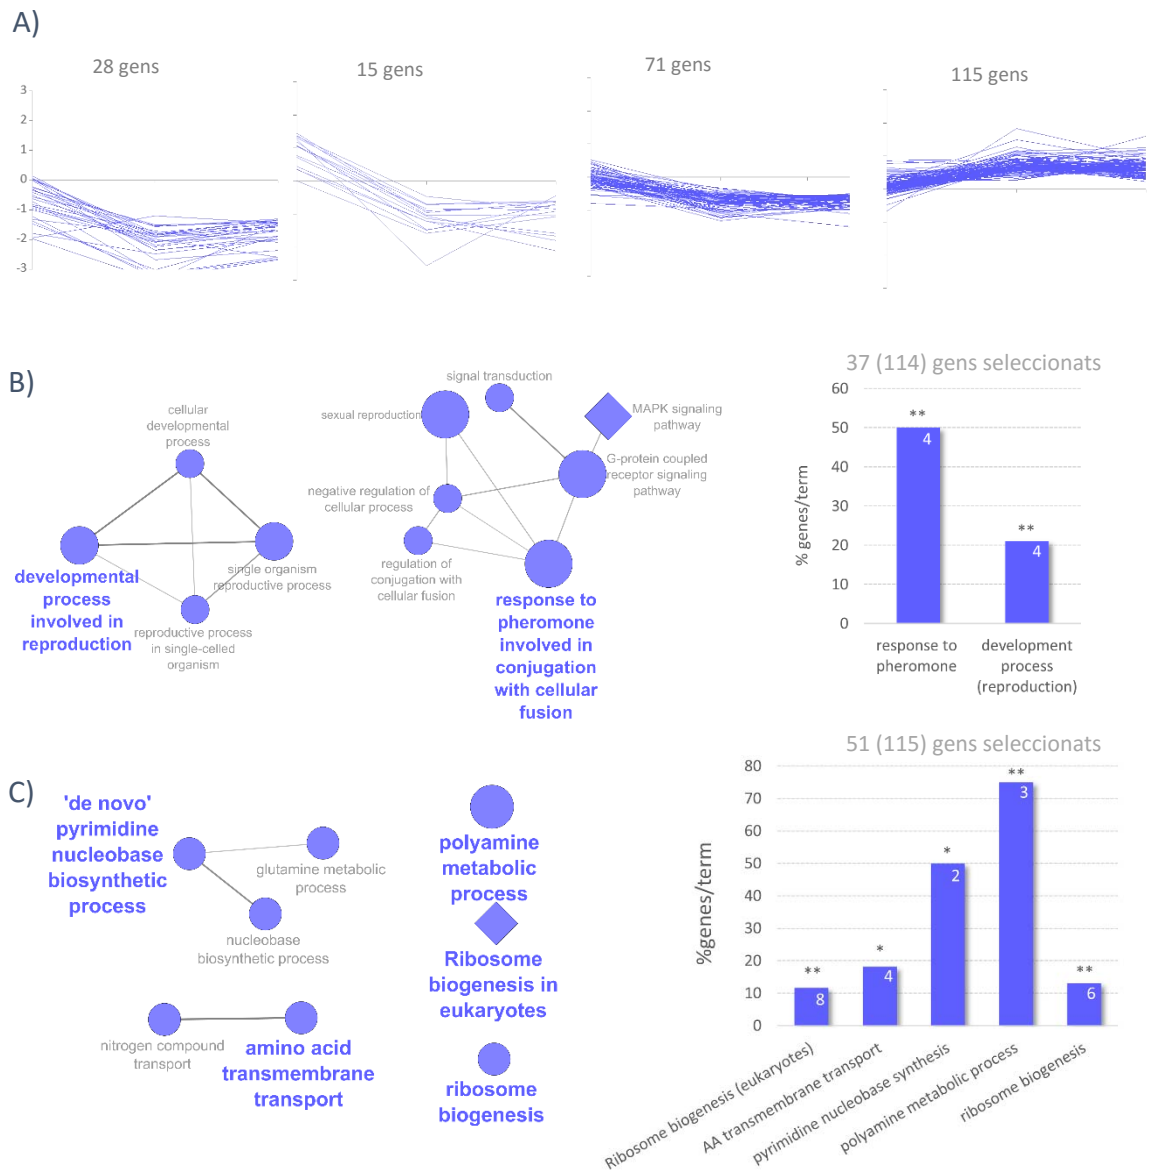 A)
28 gens
15 gens
71 gens
115 gens
3
2
1
0
-1
-2
-3
B)
cellular
developmental
process
developmental
process
involved in
reproduction
single organism
reproductive process
reproductive process
in single-celled
organism
signal transduction
sexual reproduction
MAPK signaling
pathway
G-protein coupled
receptor signaling
pathway
negative regulation of
cellular process
regulation of
conjugation with
cellular fusion
response to
pheromone
involved in
conjugation
with cellular
fusion
37 (114) gens seleccionats
% genes/term
60
50
40
30
20
10
0
**
4
**
4
response to
pheromone
development
process
(reproduction)
C)
'de novo'
pyrimidine
nucleobase
biosynthetic
process
glutamine metabolic
process
nucleobase
biosynthetic process
nitrogen compound
transport
amino acid
transmembrane
transport
polyamine
metabolic
process
Ribosome
biogenesis in
eukaryotes
ribosome
biogenesis
51 (115) gens seleccionats
%genes/term
80
70
60
50
40
30
20
10
0
**
8
*
4
*
2
**
3
**
6
Ribosome biogenesis (eukaryotes)
AA transmembrane transport
pyrimidine nucleobase synthesis
polyamine metabolic process
ribosome biogenesis